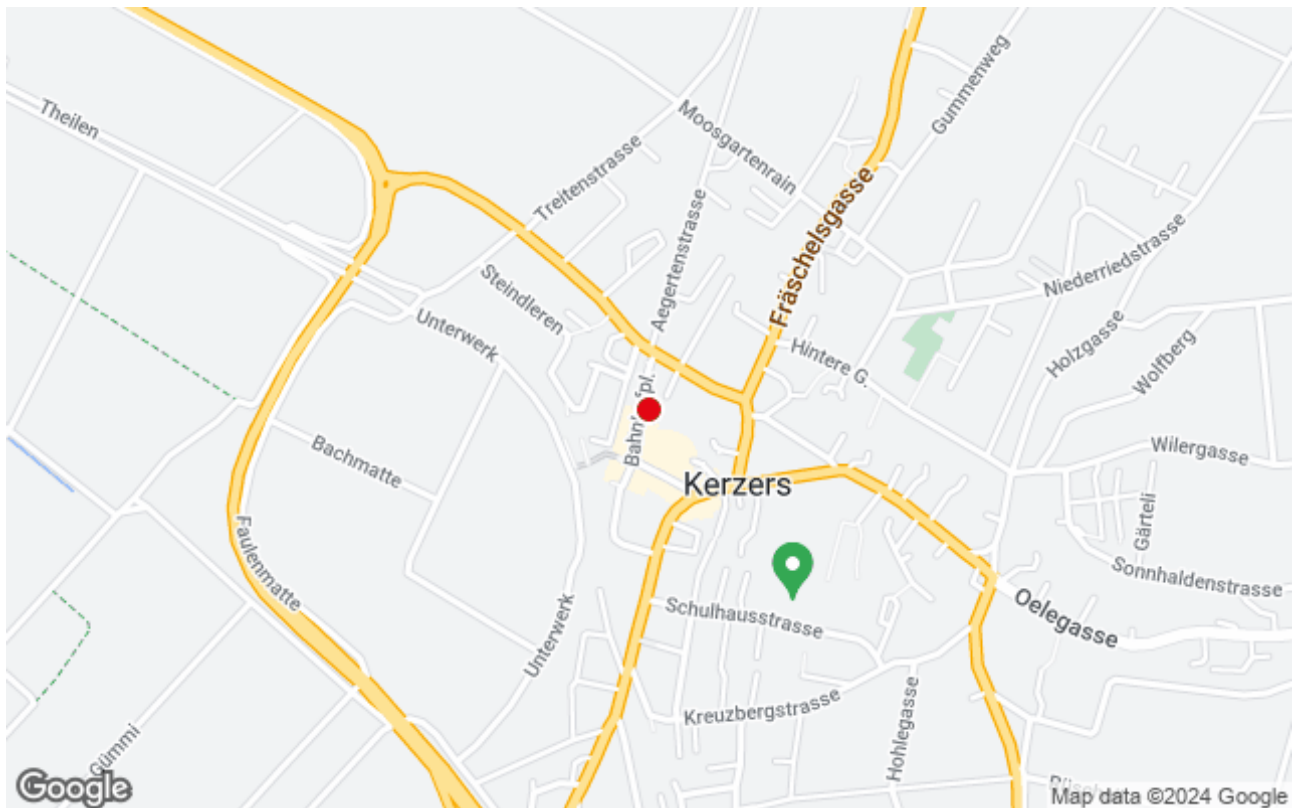 Theilen
Treitenstrasse
Moosgartenrain
Gummenweg
Fräschelsgasse
Aegertenstrasse
Niederriedstrasse
Steindleren
Unterwerk
Hintere G.
Holzgasse
Wolfberg
Bachmatte
Wilergasse
Kerzers
Gärteli
Faulenmatte
Sonnhaldenstrasse
Schulhausstrasse
Oelegasse
Unterwerk
Kreuzbergstrasse
Hohlegasse
Gümmi
Google
Map data ©2024 Google